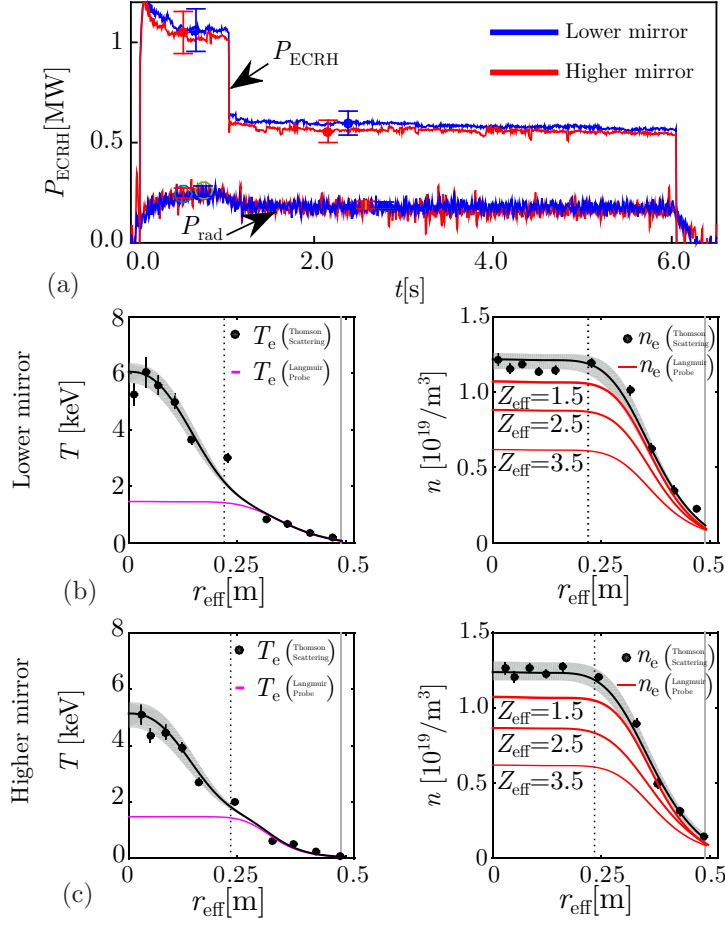 1
0.5
0.0
P_ECRH[MW]
Lower mirror
Higher mirror
P_ECRH
P_rad
0.0
2.0
4.0
6.0
t[s]
(a)
Lower mirror
8
6
4
2
0
T [keV]
T_e (Thomson Scattering)
T_e (Langmuir Probe)
0
0.25
0.5
r_eff[m]
1.5
1.0
0.5
0
n [10^19/m^3]
n_e (Thomson Scattering)
n_e (Langmuir Probe)
Z_eff=1.5
Z_eff=2.5
Z_eff=3.5
0
0.25
0.5
r_eff[m]
(b)
Higher mirror
8
6
4
2
0
T [keV]
T_e (Thomson Scattering)
T_e (Langmuir Probe)
0
0.25
0.5
r_eff[m]
1.5
1.0
0.5
0
n [10^19/m^3]
n_e (Thomson Scattering)
n_e (Langmuir Probe)
Z_eff=1.5
Z_eff=2.5
Z_eff=3.5
0
0.25
0.5
r_eff[m]
(c)